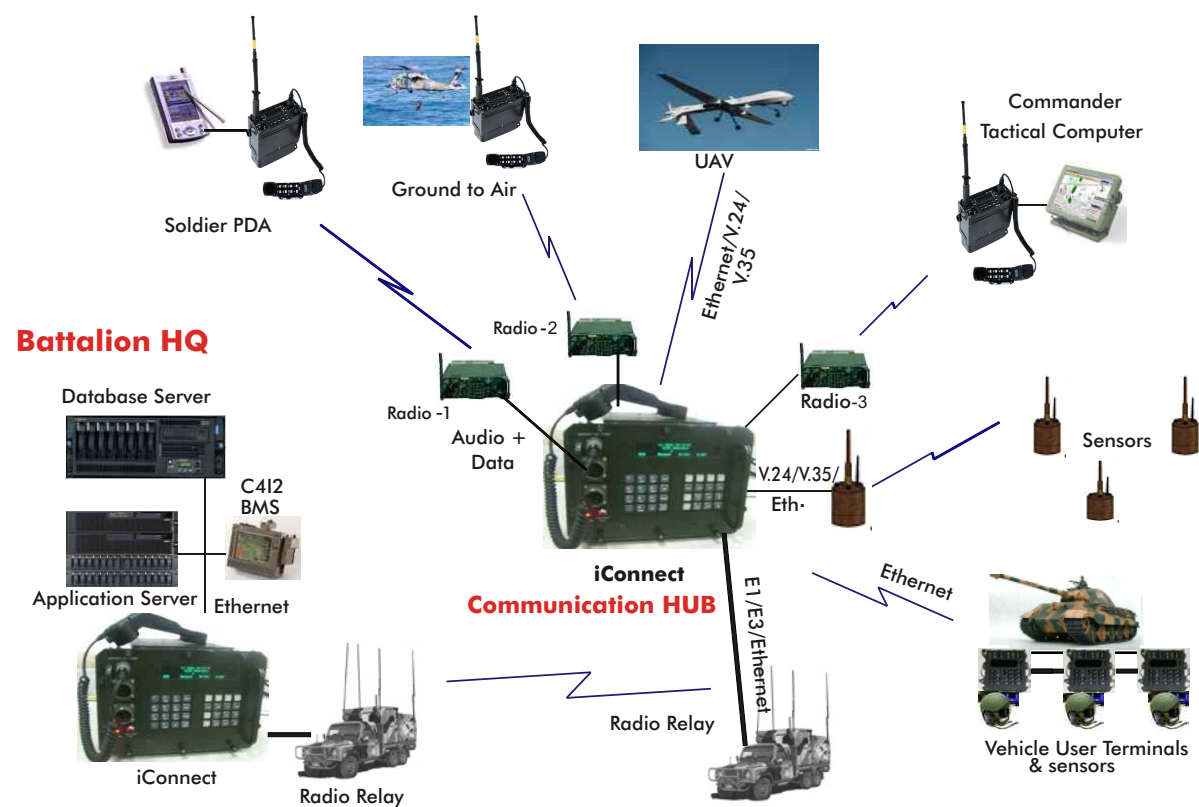 Commander
Tactical Computer
UAV
Ground to Air
Soldier PDA
Ethernet/V.24/
V.35
Radio-2
Battalion HQ
Database Server
Radio -1
Radio-3
Audio +
Data
Sensors
V.24/V.35/
Eth.
C4I2
BMS
iConnect
Communication HUB
Ethernet
Application Server
Ethernet
E1/E3/Ethernet
Radio Relay
Vehicle User Terminals
& sensors
iConnect
Radio Relay